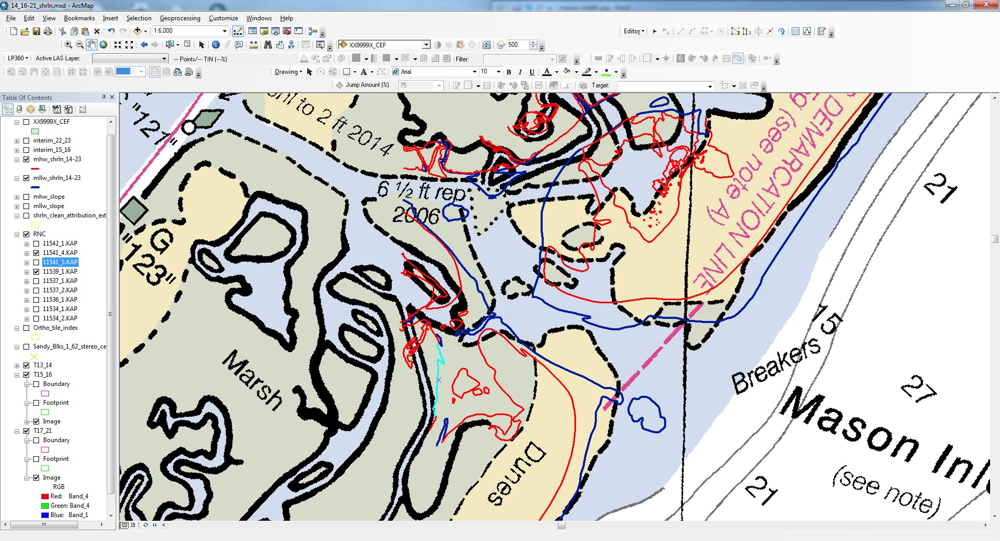 14_16-21_shrln.mxd - ArcMap
File Edit View Bookmarks Insert Selection Geoprocessing Customize Windows Help
1:6,000
Editor
XX9999X_CEF
500
LP360 Active LAS Layer: --- Points/--- TIN (---%) Filter:
100%
Drawing Arial 10 B I U A
Jump Amount (%) 75 Target:
Table Of Contents
XX9999X_CEF
interim_22_23
interim_15_16
mhw_shrln_14-23
mllw_shrln_14-23
mhw_slope
mllw_slope
shrln_clean_attribution_ext
RNC
11542_1.KAP
11541_4.KAP
11541_5.KAP
11539_1.KAP
11537_1.KAP
11537_2.KAP
11536_1.KAP
11534_1.KAP
11534_2.KAP
Ortho_tile_index
Sandy_Blks_1_62_stereo_ce
T13_14
T15_16
Boundary
Footprint
Image
T17_21
Boundary
Footprint
Image
RGB
Red: Band_4
Green: Band_4
Blue: Band_1
"121"
shl to 2 ft 2014
6 ½ ft rep
2006
G
"123"
DEMARCATION LINE
(see note A)
21
15
Breakers
Marsh
27
Mason Inl
(see note)
Dunes
21